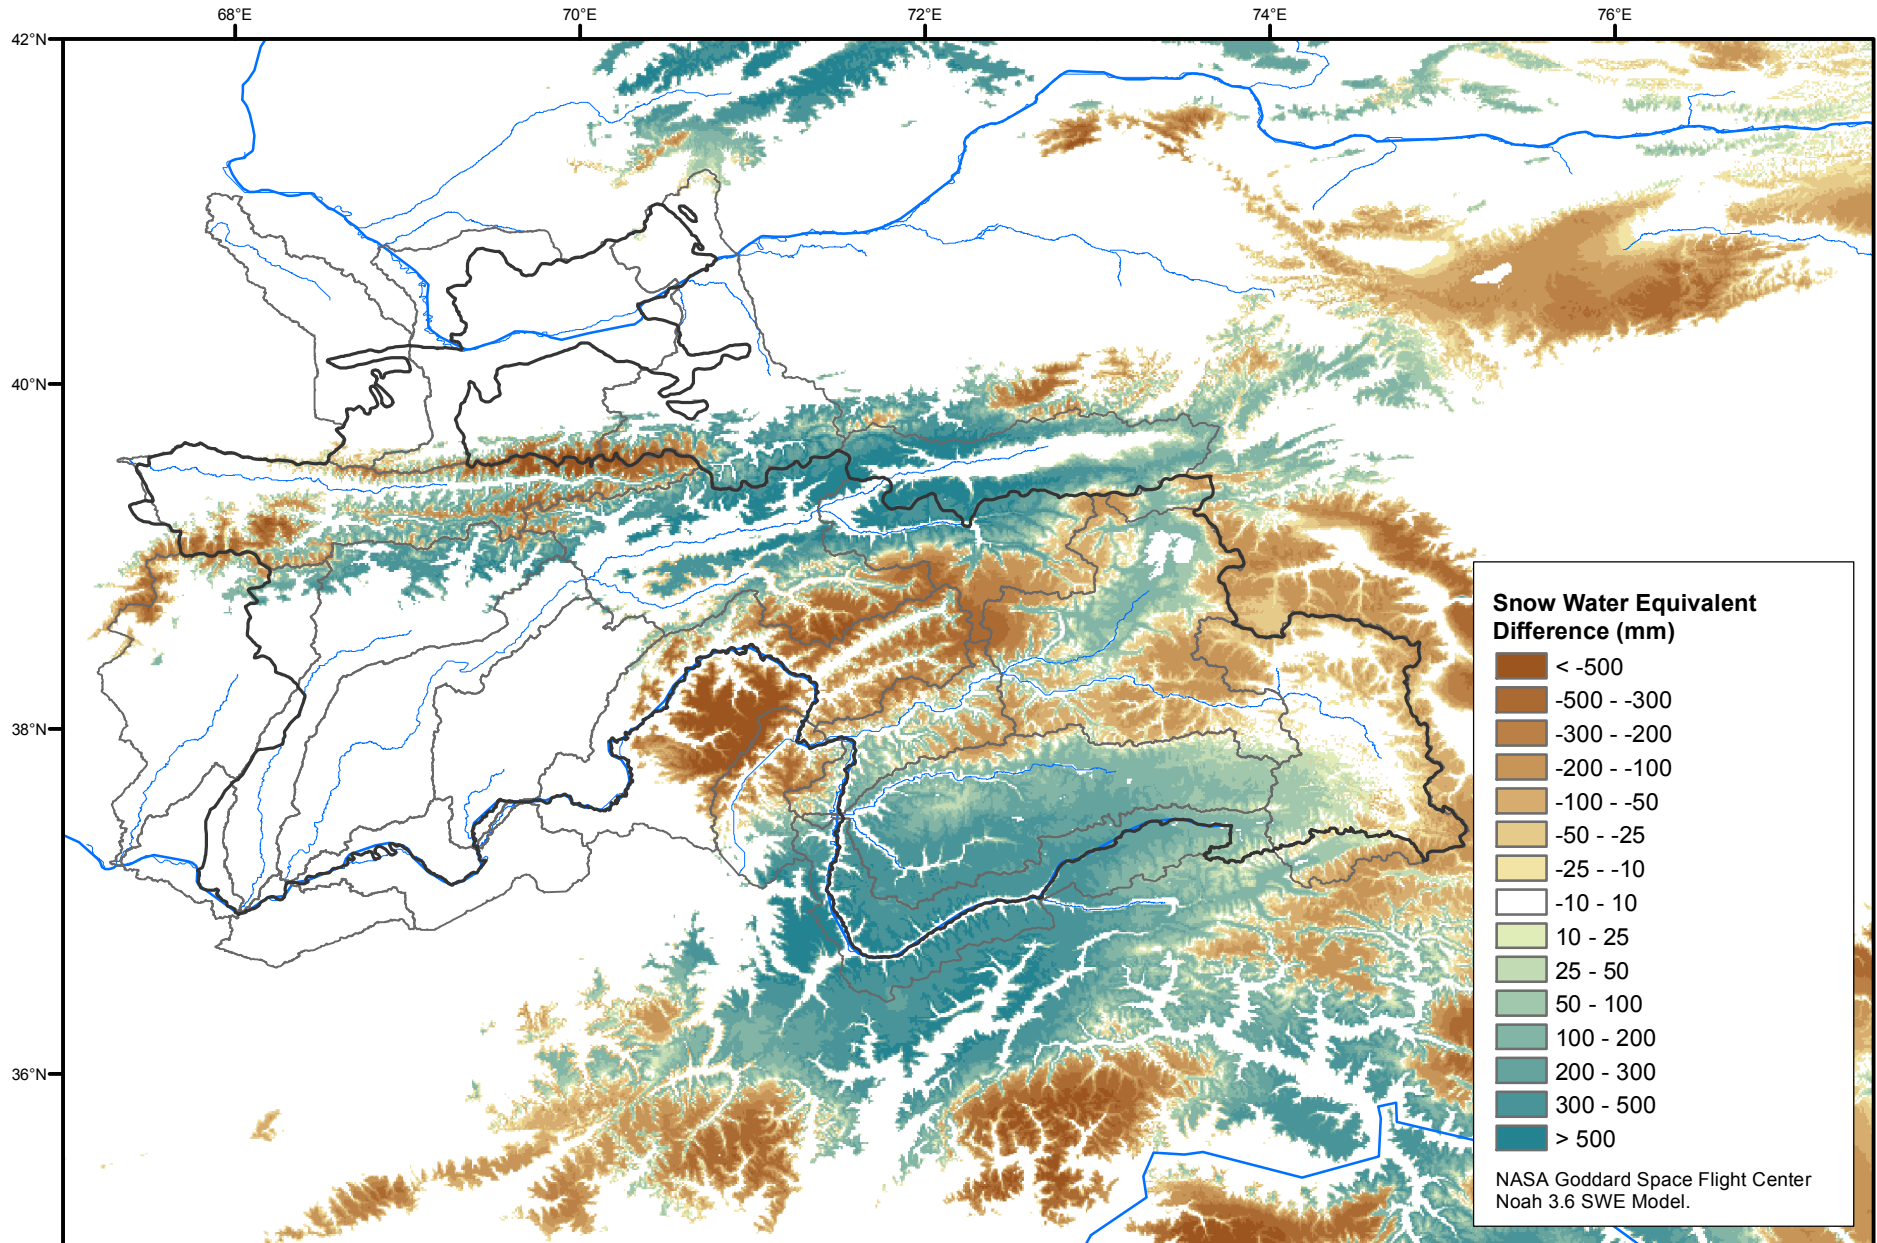 68°E 70°E 72°E 74°E 76°E
42°N
40°N
38°N
36°N
Snow Water Equivalent
Difference (mm)
< -500
-500 - -300
-300 - -200
-200 - -100
-100 - -50
-50 - -25
-25 - -10
-10 - 10
10 - 25
25 - 50
50 - 100
100 - 200
200 - 300
300 - 500
> 500
NASA Goddard Space Flight Center
Noah 3.6 SWE Model.